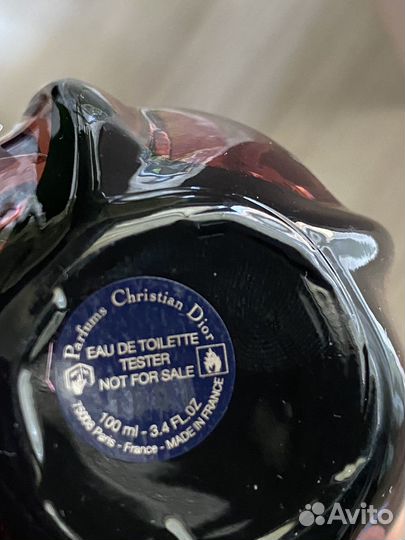 Parfums Christian Dior
EAU DE TOILETTE
TESTER
NOT FOR SALE
100 ml - 3.4 FL.OZ
75008 Paris - France - MADE IN FRANCE
Avito